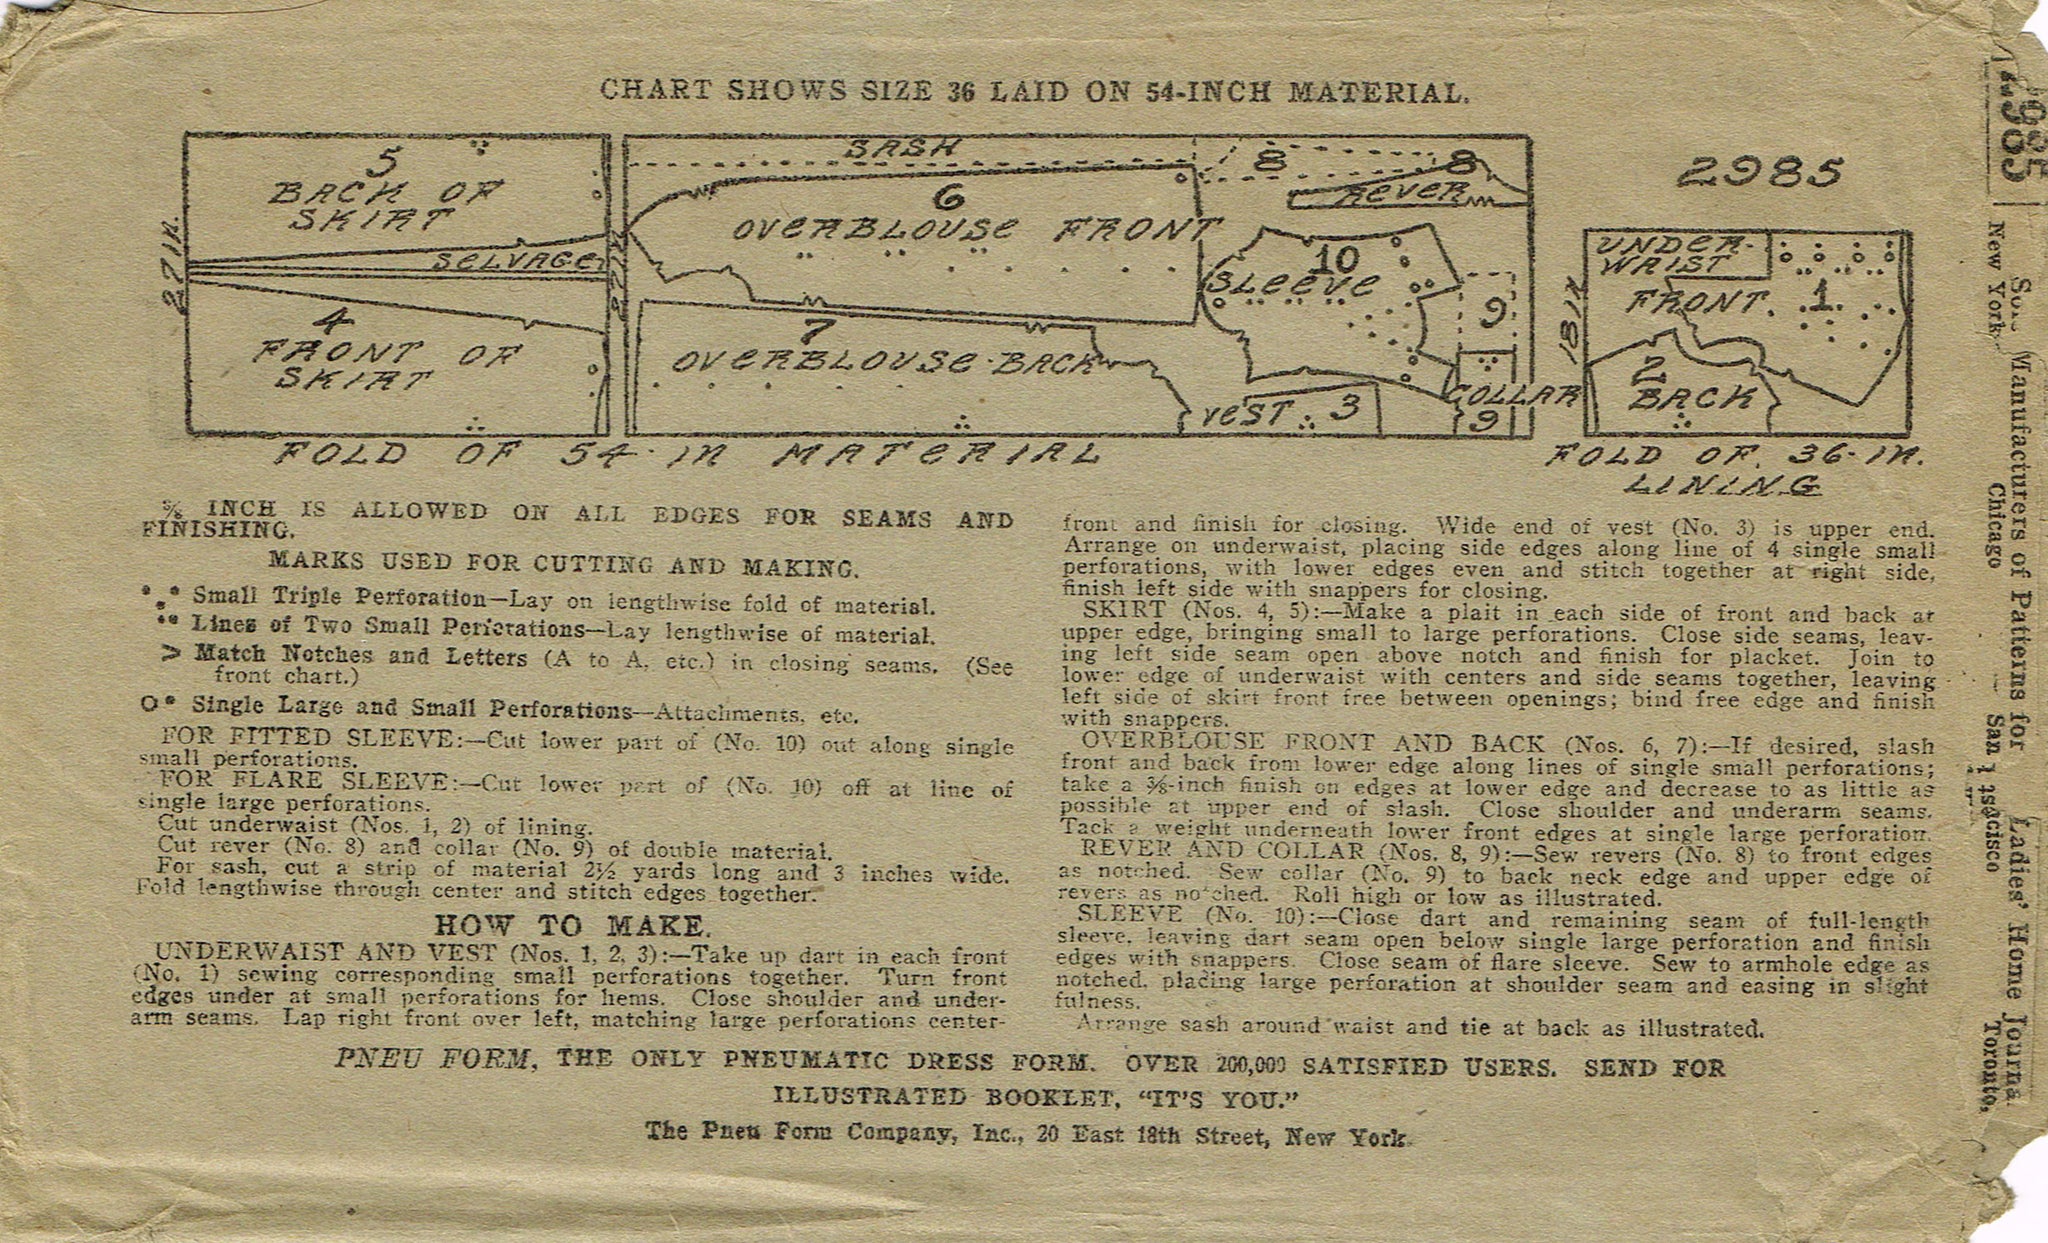 CHART SHOWS SIZE 36 LAID ON 54-INCH MATERIAL.
5
BACK OF
SKIRT
SELVAGE
27 IN.
4
FRONT OF
SKIRT
27 IN
SASH
6
OVERBLOUSE FRONT
8 8
REVER
10
SLEEVE
9
7
OVERBLOUSE BACK
VEST 3
COLLAR
9
FOLD OF 54-IN MATERIAL
2985
UNDER-
WAIST
FRONT. 1.
18 IN
2
BACK
FOLD OF 36-IN.
LINING
⅜ INCH IS ALLOWED ON ALL EDGES FOR SEAMS AND
FINISHING.
MARKS USED FOR CUTTING AND MAKING.
Small Triple Perforation—Lay on lengthwise fold of material.
Lines of Two Small Perforations—Lay lengthwise of material.
> Match Notches and Letters (A to A, etc.) in closing seams. (See
front chart.)
Single Large and Small Perforations—Attachments, etc.
FOR FITTED SLEEVE:—Cut lower part of (No. 10) out along single
small perforations.
FOR FLARE SLEEVE:—Cut lower part of (No. 10) off at line of
single large perforations.
Cut underwaist (Nos. 1, 2) of lining.
Cut rever (No. 8) and collar (No. 9) of double material.
For sash, cut a strip of material 2½ yards long and 3 inches wide.
Fold lengthwise through center and stitch edges together.
HOW TO MAKE.
UNDERWAIST AND VEST (Nos. 1, 2, 3):—Take up dart in each front
(No. 1) sewing corresponding small perforations together. Turn front
edges under at small perforations for hems. Close shoulder and under-
arm seams. Lap right front over left, matching large perforations center-
front and finish for closing. Wide end of vest (No. 3) is upper end.
Arrange on underwaist, placing side edges along line of 4 single small
perforations, with lower edges even and stitch together at right side,
finish left side with snappers for closing.
SKIRT (Nos. 4, 5):—Make a plait in each side of front and back at
upper edge, bringing small to large perforations. Close side seams, leav-
ing left side seam open above notch and finish for placket. Join to
lower edge of underwaist with centers and side seams together, leaving
left side of skirt front free between openings; bind free edge and finish
with snappers.
OVERBLOUSE FRONT AND BACK (Nos. 6, 7):—If desired, slash
front and back from lower edge along lines of single small perforations;
take a ⅜-inch finish on edges at lower edge and decrease to as little as
possible at upper end of slash. Close shoulder and underarm seams.
Tack a weight underneath lower front edges at single large perforation.
REVER AND COLLAR (Nos. 8, 9):—Sew revers (No. 8) to front edges
as notched. Sew collar (No. 9) to back neck edge and upper edge of
revers as notched. Roll high or low as illustrated.
SLEEVE (No. 10):—Close dart and remaining seam of full-length
sleeve, leaving dart seam open below single large perforation and finish
edges with snappers. Close seam of flare sleeve. Sew to armhole edge as
notched, placing large perforation at shoulder seam and easing in slight
fulness.
Arrange sash around waist and tie at back as illustrated.
PNEU FORM, THE ONLY PNEUMATIC DRESS FORM. OVER 200,000 SATISFIED USERS. SEND FOR
ILLUSTRATED BOOKLET, "IT'S YOU."
The Pneu Form Company, Inc., 20 East 18th Street, New York.
2985
Manufacturers of Patterns for Ladies' Home Journa
New York Chicago San Toronto,